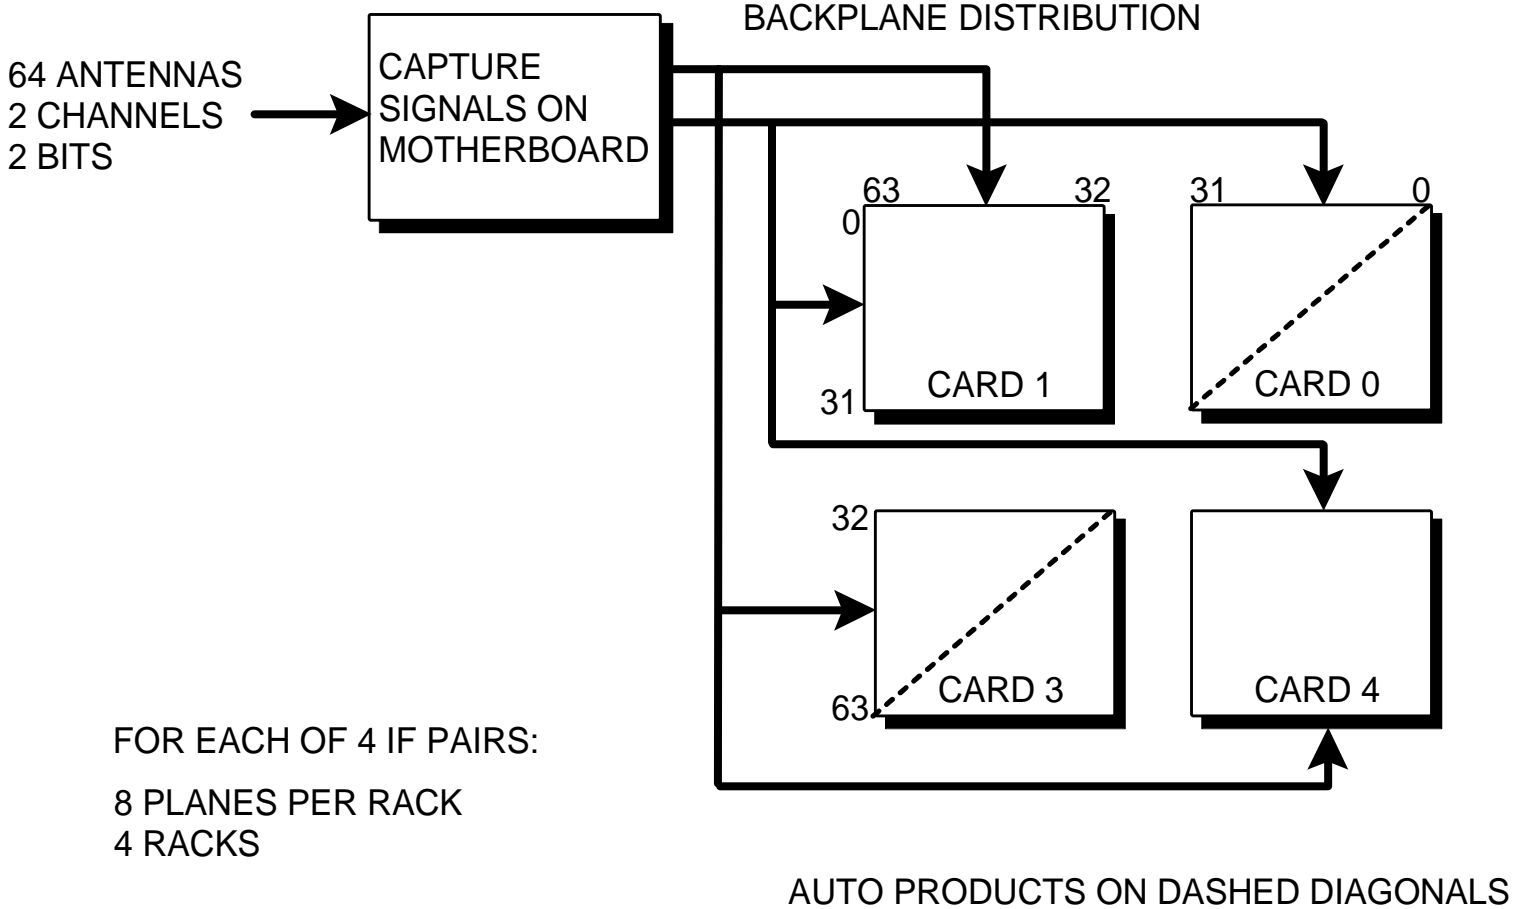 BACKPLANE DISTRIBUTION
64 ANTENNAS
2 CHANNELS
2 BITS
CAPTURE
SIGNALS ON
MOTHERBOARD
63 32
0
31
CARD 1
31 0
CARD 0
32
63
CARD 3
CARD 4
FOR EACH OF 4 IF PAIRS:
8 PLANES PER RACK
4 RACKS
AUTO PRODUCTS ON DASHED DIAGONALS